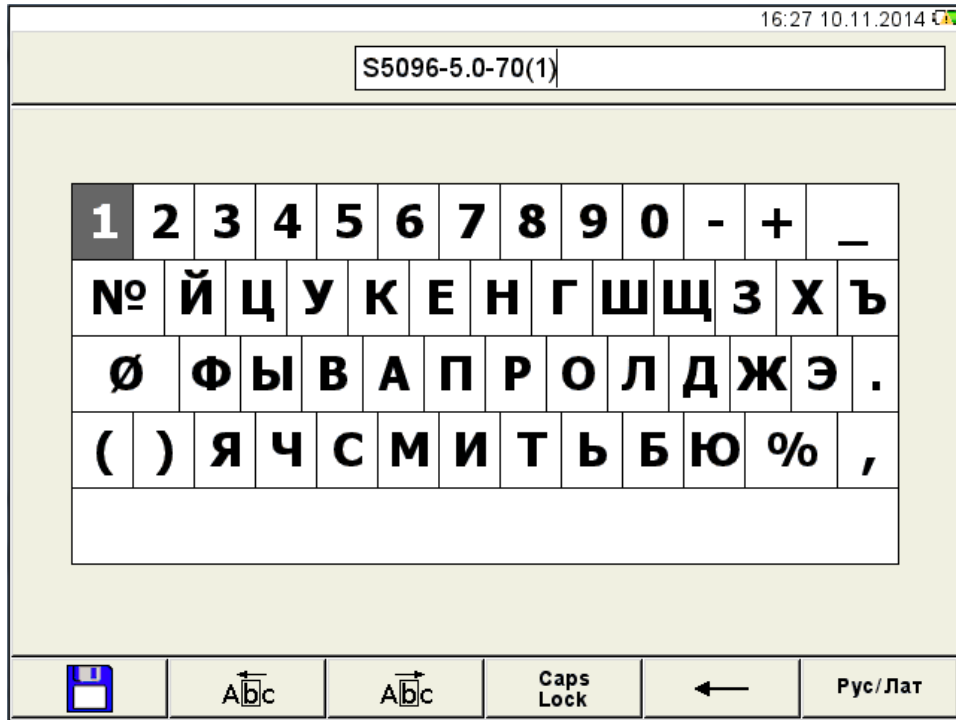 16:27 10.11.2014
S5096-5.0-70(1)
1 2 3 4 5 6 7 8 9 0 - + _
№ Й Ц У К Е Н Г Ш Щ З Х Ъ
Ø Ф Ы В А П Р О Л Д Ж Э .
( ) Я Ч С М И Т Ь Б Ю % ,
Abc
Abc
Caps
Lock
Рус/Лат